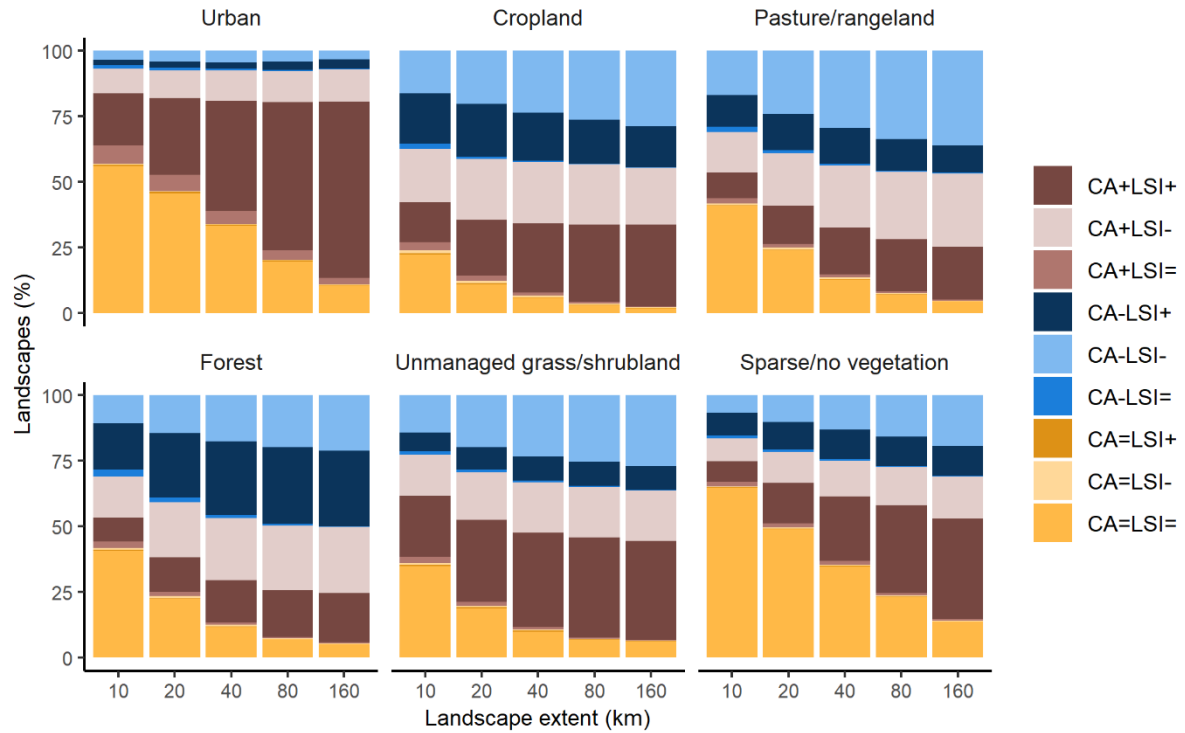 Urban
Cropland
Pasture/rangeland
100
75
50
25
0
Forest
Unmanaged grass/shrubland
Sparse/no vegetation
100
75
50
25
0
10 20 40 80 160
10 20 40 80 160
10 20 40 80 160
Landscape extent (km)
Landscapes (%)
CA+LSI+
CA+LSI-
CA+LSI=
CA-LSI+
CA-LSI-
CA-LSI=
CA=LSI+
CA=LSI-
CA=LSI=